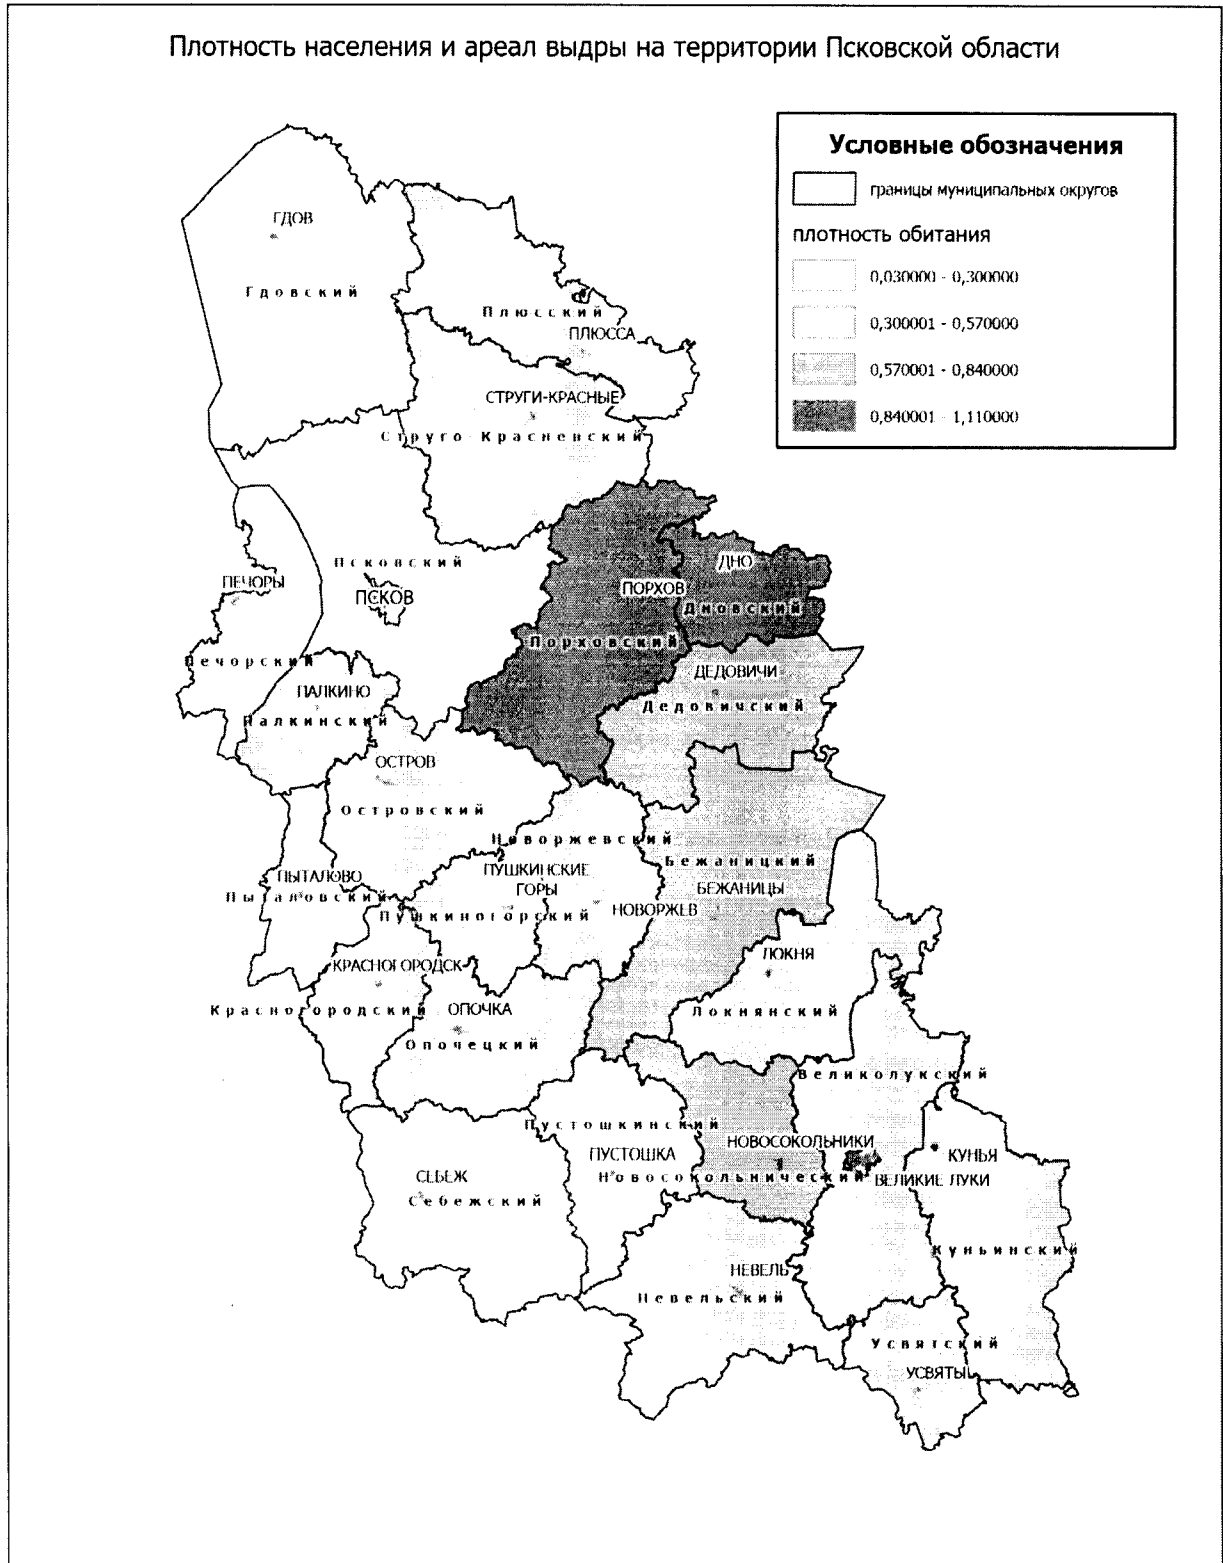 Плотность населения и ареал выдры на территории Псковской области
Условные обозначения
границы муниципальных округов
плотность обитания
0,030000 - 0,300000
0,300001 - 0,570000
0,570001 - 0,840000
0,840001 - 1,110000
ГДОВ
Гдовский
Плюсский
ПЛЮССА
СТРУГИ-КРАСНЫЕ
Струго-Красненский
Псковский
ПЕЧОРЫ
ПСКОВ
ДНО
ПОРХОВ
Дновский
Порховский
Печорский
ПАЛКИНО
Палкинский
ДЕДОВИЧИ
Дедовичский
ОСТРОВ
Островский
Новоржевский
Бежаницкий
ПУШКИНСКИЕ
ГОРЫ
БЕЖАНИЦЫ
ПЫТАЛОВО
Пыталовский
Пушкиногорский
НОВОРЖЕВ
ЛОКНЯ
КРАСНОГОРОДСК
Красногородский
ОПОЧКА
Локнянский
Опочецкий
Великолукский
Пустошкинский
НОВОСОКОЛЬНИКИ
КУНЬЯ
ПУСТОШКА
СЕБЕЖ
Новосокольнический
ВЕЛИКИЕ ЛУКИ
Себежский
Куньинский
НЕВЕЛЬ
Невельский
Усвятский
УСВЯТЫ